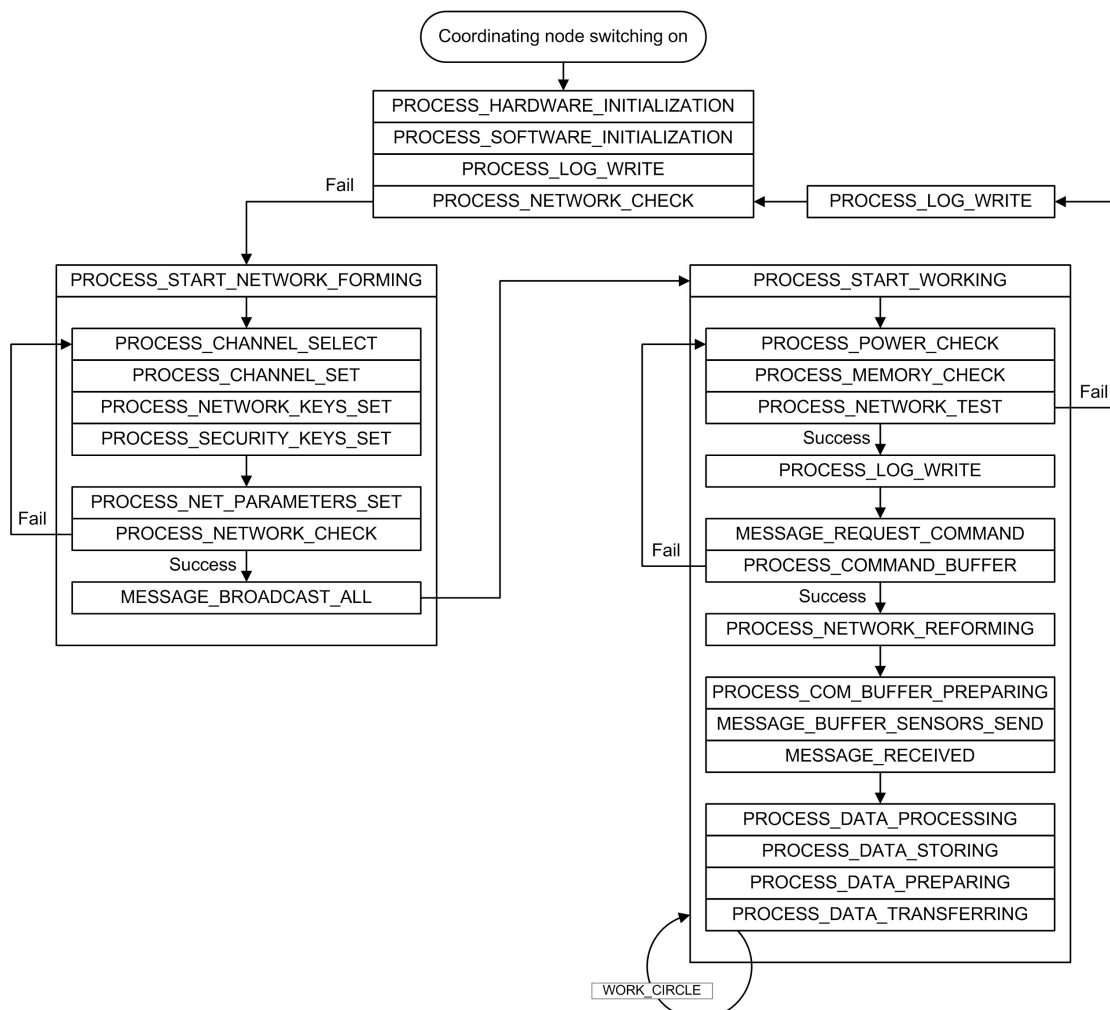 Coordinating node switching on
PROCESS_HARDWARE_INITIALIZATION
PROCESS_SOFTWARE_INITIALIZATION
PROCESS_LOG_WRITE
PROCESS_NETWORK_CHECK
Fail
PROCESS_LOG_WRITE
PROCESS_START_NETWORK_FORMING
PROCESS_CHANNEL_SELECT
PROCESS_CHANNEL_SET
PROCESS_NETWORK_KEYS_SET
PROCESS_SECURITY_KEYS_SET
PROCESS_NET_PARAMETERS_SET
PROCESS_NETWORK_CHECK
Fail
Success
MESSAGE_BROADCAST_ALL
PROCESS_START_WORKING
PROCESS_POWER_CHECK
PROCESS_MEMORY_CHECK
PROCESS_NETWORK_TEST
Fail
Success
PROCESS_LOG_WRITE
MESSAGE_REQUEST_COMMAND
PROCESS_COMMAND_BUFFER
Fail
Success
PROCESS_NETWORK_REFORMING
PROCESS_COM_BUFFER_PREPARING
MESSAGE_BUFFER_SENSORS_SEND
MESSAGE_RECEIVED
PROCESS_DATA_PROCESSING
PROCESS_DATA_STORING
PROCESS_DATA_PREPARING
PROCESS_DATA_TRANSFERRING
WORK_CIRCLE